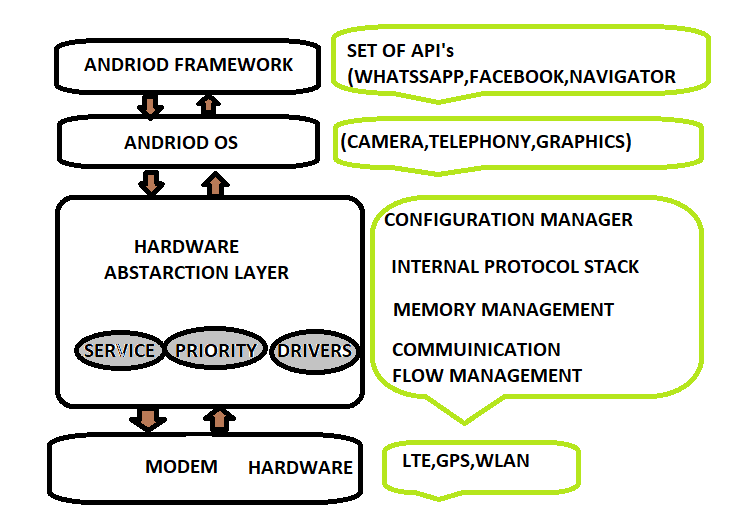 ANDRIOD FRAMEWORK
SET OF API's
(WHATSSAPP,FACEBOOK,NAVIGATOR
ANDRIOD OS
(CAMERA,TELEPHONY,GRAPHICS)
HARDWARE
ABSTARCTION LAYER
SERVICE PRIORITY DRIVERS
CONFIGURATION MANAGER
INTERNAL PROTOCOL STACK
MEMORY MANAGEMENT
COMMUINICATION
FLOW MANAGEMENT
MODEM HARDWARE
LTE,GPS,WLAN